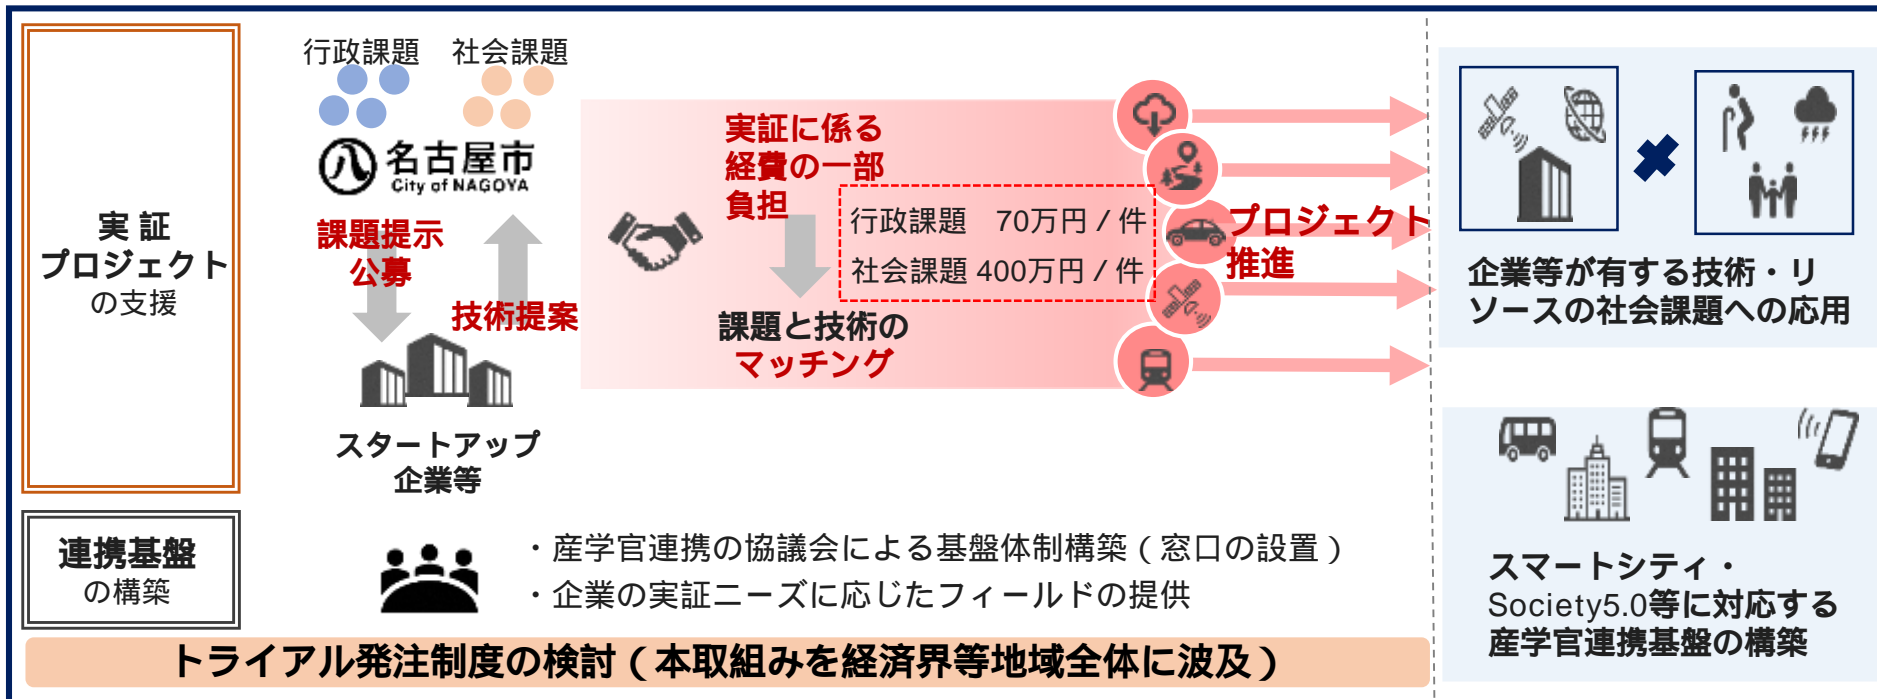 実証
プロジェクト
の支援
行政課題
社会課題
名古屋市
City of NAGOYA
課題提示
公募
技術提案
スタートアップ
企業等
実証に係る
経費の一部
負担
行政課題　70万円／件
社会課題 400万円／件
課題と技術の
マッチング
プロジェクト
推進
企業等が有する技術・リ
ソースの社会課題への応用
連携基盤
の構築
・産学官連携の協議会による基盤体制構築（窓口の設置）
・企業の実証ニーズに応じたフィールドの提供
スマートシティ・
Society5.0等に対応する
産学官連携基盤の構築
トライアル発注制度の検討（本取組みを経済界等地域全体に波及）